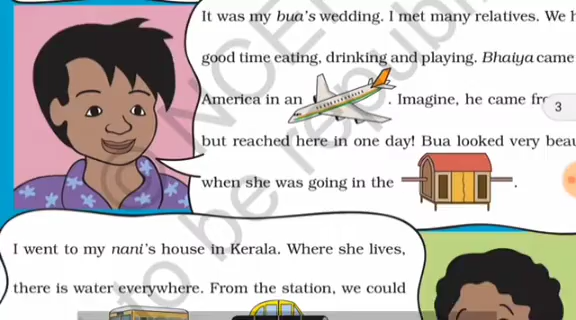 It was my bua's wedding. I met many relatives. We
good time eating, drinking and playing. Bhaiya came
America in an . Imagine, he came
3
but reached here in one day! Bua looked very
when she was going in the .
I went to my nani's house in Kerala. Where she lives,
there is water everywhere. From the station, we could